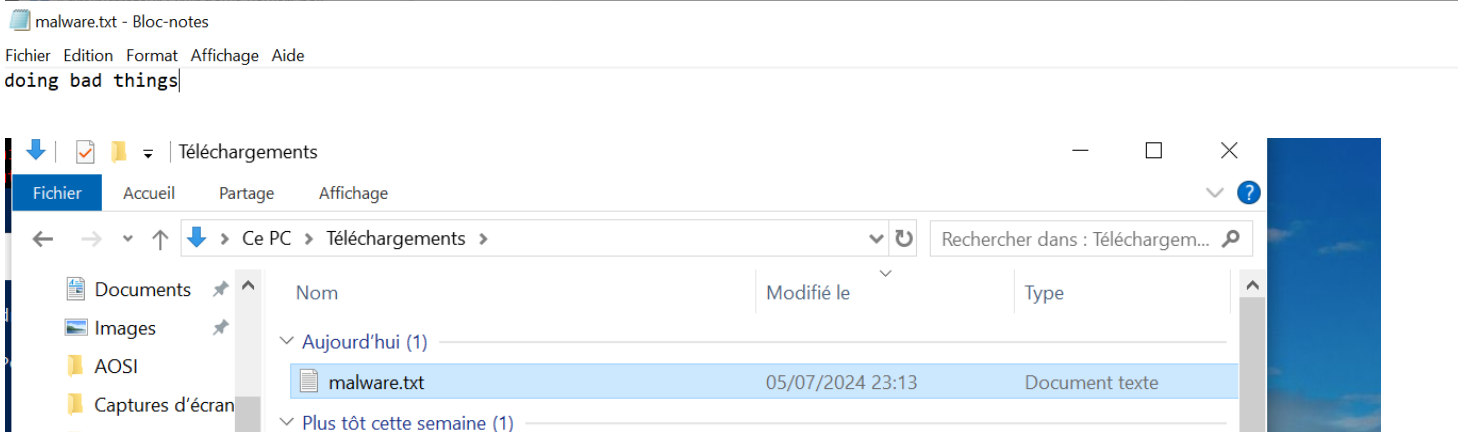 malware.txt - Bloc-notes
Fichier Edition Format Affichage Aide
doing bad things
Téléchargements
Fichier Accueil Partage Affichage ?
Ce PC > Téléchargements >
Rechercher dans : Téléchargem...
Documents
Images
AOSI
Captures d'écran
Nom Modifié le Type
Aujourd'hui (1)
malware.txt 05/07/2024 23:13 Document texte
Plus tôt cette semaine (1)